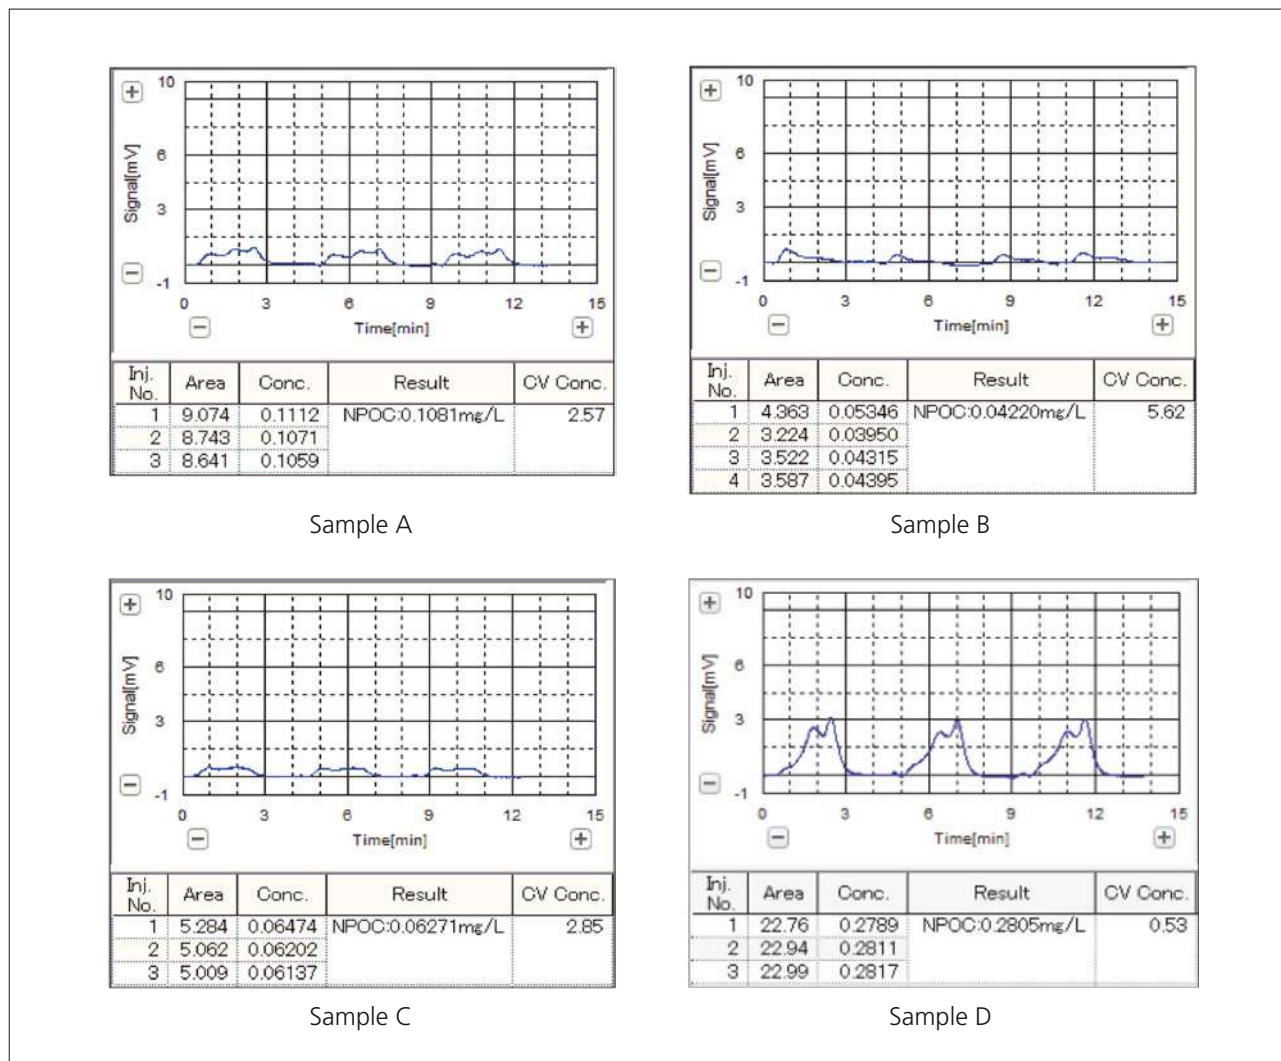 10
6
3
-1
Signal[mV]
0 3 6 9 12 15
Time[min]
Inj. No. Area Conc. Result CV Conc.
1 9.074 0.1112 NPOC:0.1081mg/L 2.57
2 8.743 0.1071
3 8.641 0.1059
Sample A
10
6
3
-1
Signal[mV]
0 3 6 9 12 15
Time[min]
Inj. No. Area Conc. Result CV Conc.
1 4.363 0.05346 NPOC:0.04220mg/L 5.62
2 3.224 0.03950
3 3.522 0.04315
4 3.587 0.04395
Sample B
10
6
3
-1
Signal[mV]
0 3 6 9 12 15
Time[min]
Inj. No. Area Conc. Result CV Conc.
1 5.284 0.06474 NPOC:0.06271mg/L 2.85
2 5.062 0.06202
3 5.009 0.06137
Sample C
10
6
3
-1
Signal[mV]
0 3 6 9 12 15
Time[min]
Inj. No. Area Conc. Result CV Conc.
1 22.76 0.2789 NPOC:0.2805mg/L 0.53
2 22.94 0.2811
3 22.99 0.2817
Sample D